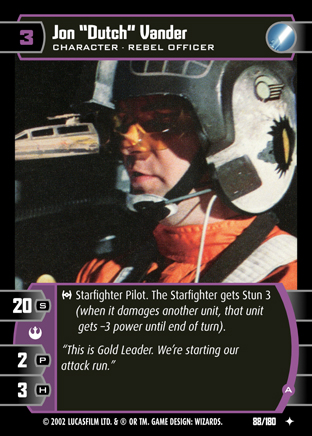 3
Jon "Dutch" Vander
CHARACTER · REBEL OFFICER
20 S
Starfighter Pilot. The Starfighter gets Stun 3
(when it damages another unit, that unit
gets –3 power until end of turn).
2 P
"This is Gold Leader. We're starting our
attack run."
3 H
A
© 2002 LUCASFILM LTD. & ® OR TM. GAME DESIGN: WIZARDS.
88/180